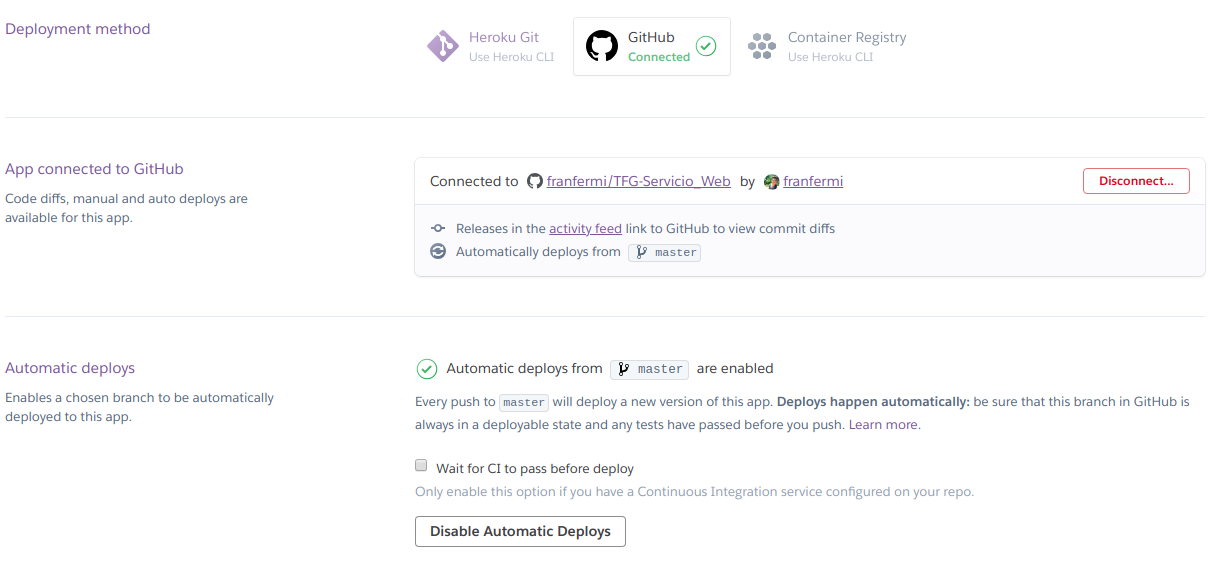 Deployment method
Heroku Git
Use Heroku CLI
GitHub
Connected
Container Registry
Use Heroku CLI
App connected to GitHub
Code diffs, manual and auto deploys are
available for this app.
Connected to franfermi/TFG-Servicio_Web by franfermi
Disconnect...
Releases in the activity feed link to GitHub to view commit diffs
Automatically deploys from master
Automatic deploys
Enables a chosen branch to be automatically
deployed to this app.
Automatic deploys from master are enabled
Every push to master will deploy a new version of this app. Deploys happen automatically: be sure that this branch in GitHub is
always in a deployable state and any tests have passed before you push. Learn more.
Wait for CI to pass before deploy
Only enable this option if you have a Continuous Integration service configured on your repo.
Disable Automatic Deploys